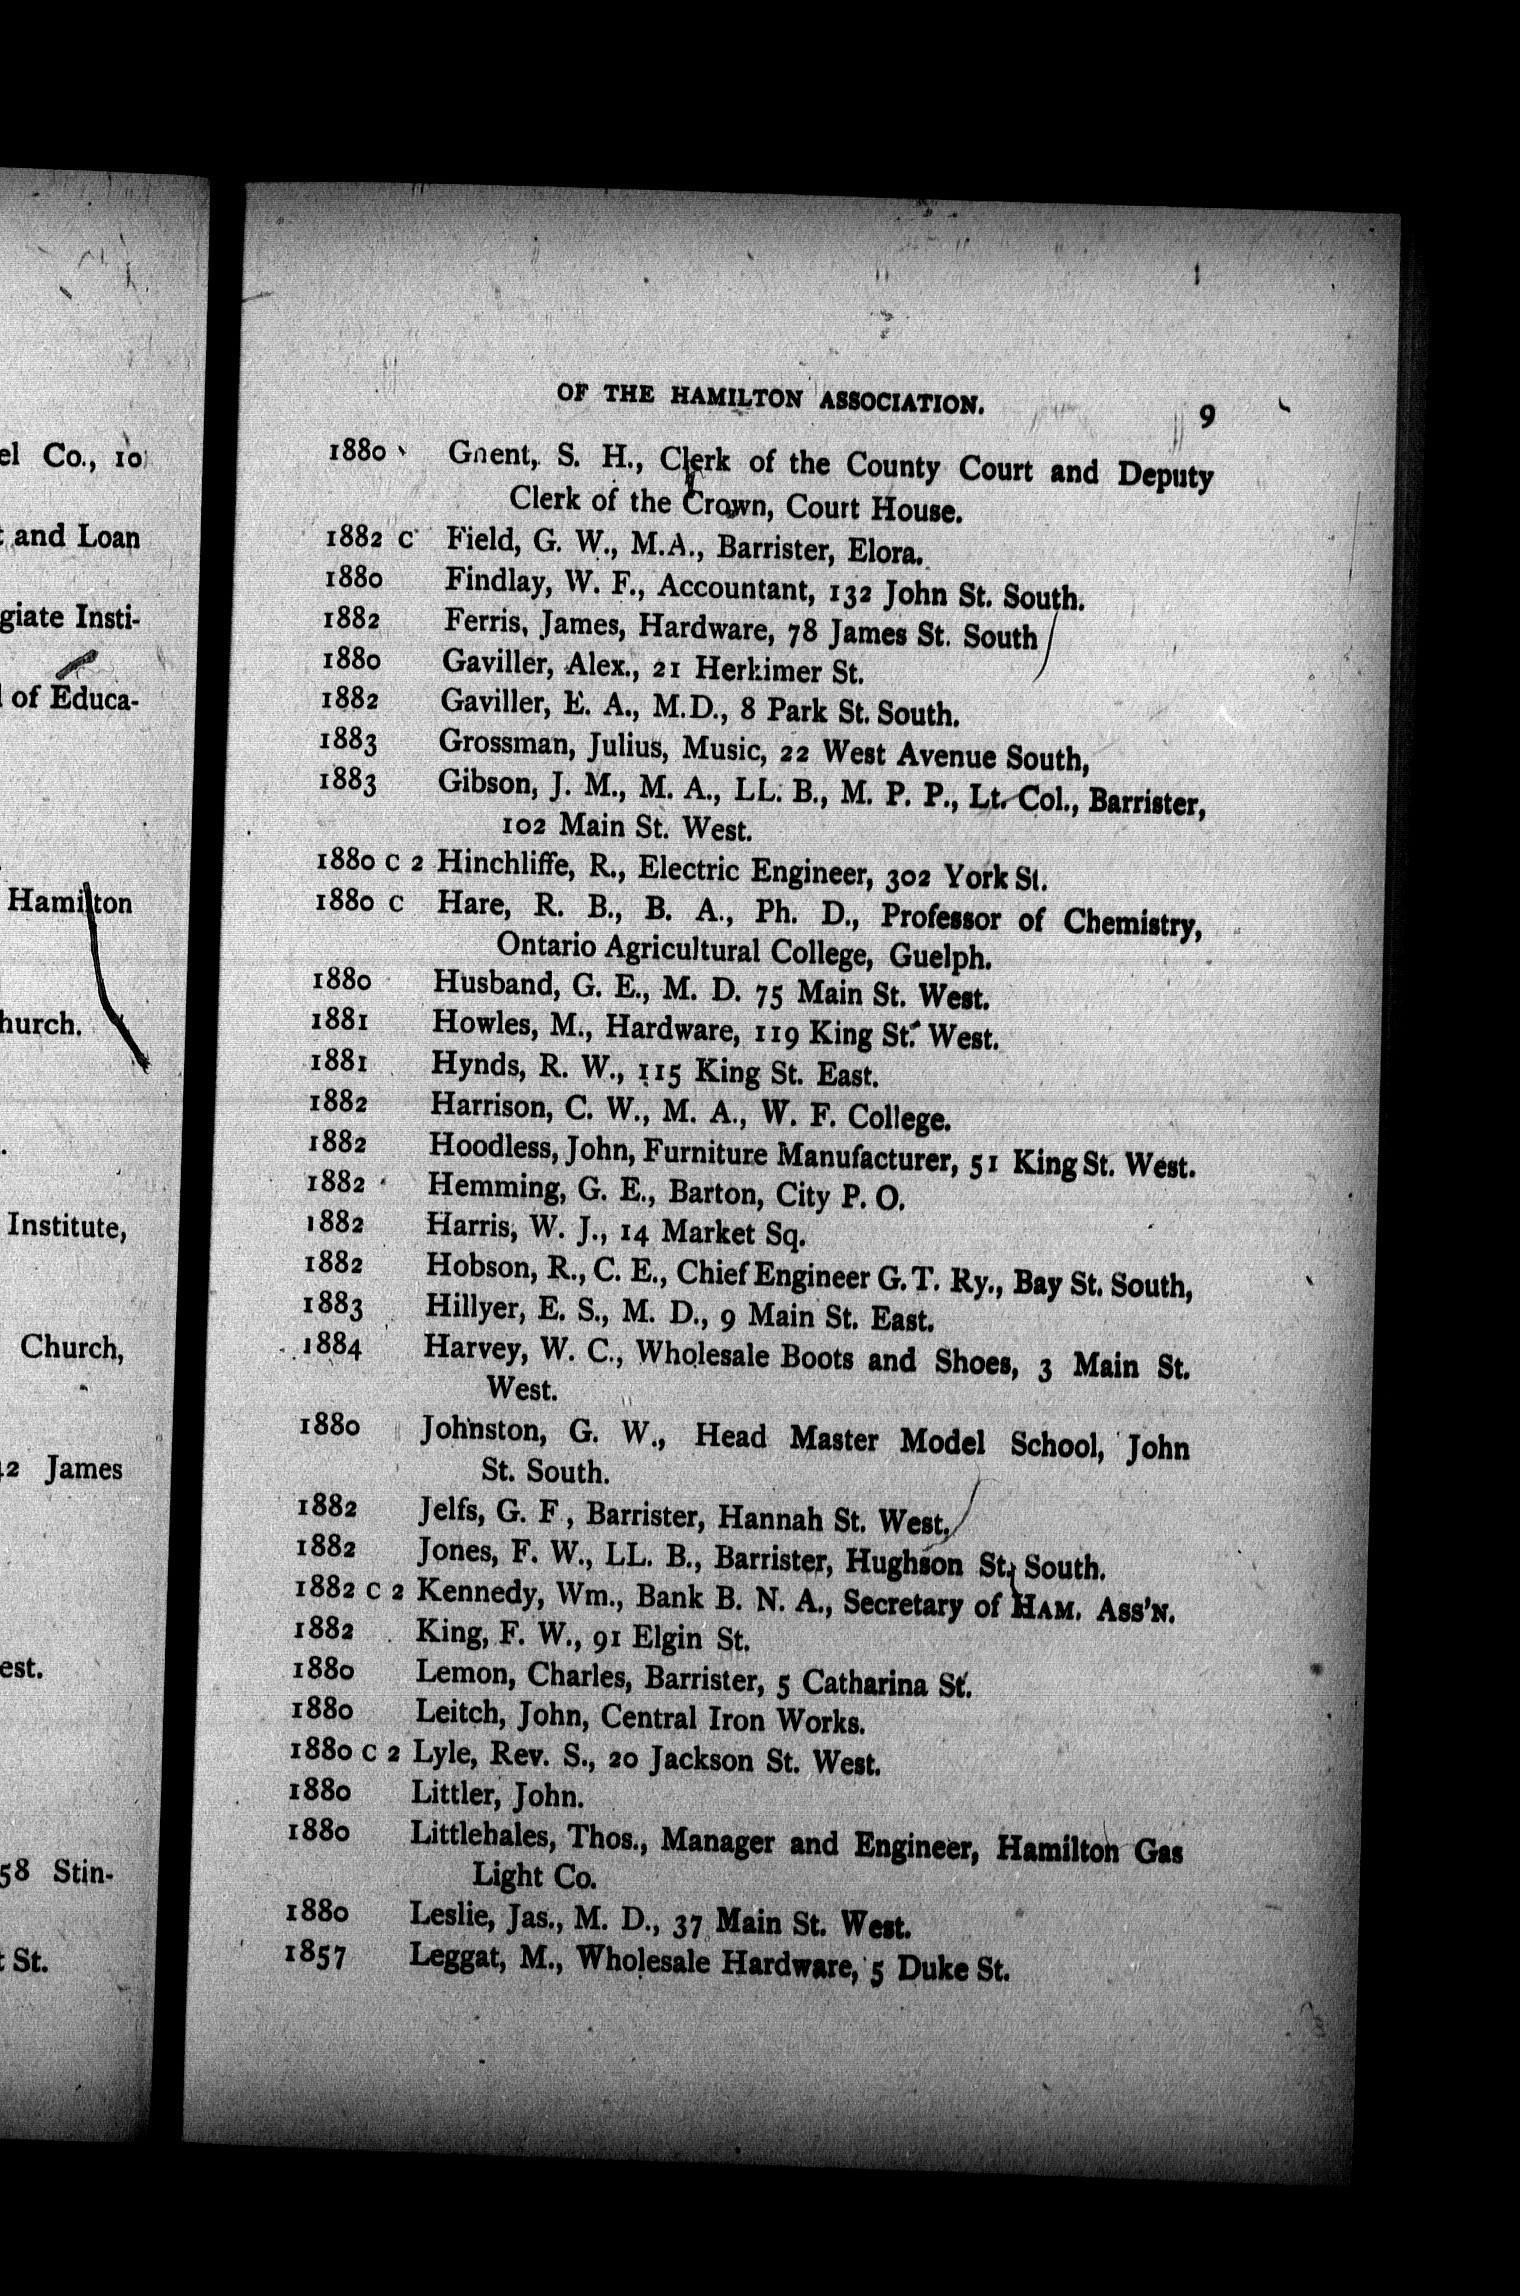 el Co., 10
and Loan
giate Insti-
of Educa-
Hamilton
hurch.
Institute,
Church,
42 James
est.
58 Stin-
St.
OF THE HAMILTON ASSOCIATION. 9
1880 Ghent, S. H., Clerk of the County Court and Deputy
Clerk of the Crown, Court House.
1882 C Field, G. W., M.A., Barrister, Elora.
1880 Findlay, W. F., Accountant, 132 John St. South.
1882 Ferris, James, Hardware, 78 James St. South
1880 Gaviller, Alex., 21 Herkimer St.
1882 Gaviller, E. A., M.D., 8 Park St. South.
1883 Grossman, Julius, Music, 22 West Avenue South,
1883 Gibson, J. M., M. A., LL. B., M. P. P., Lt. Col., Barrister,
102 Main St. West.
1880 C 2 Hinchliffe, R., Electric Engineer, 302 York St.
1880 C Hare, R. B., B. A., Ph. D., Professor of Chemistry,
Ontario Agricultural College, Guelph.
1880 Husband, G. E., M. D. 75 Main St. West.
1881 Howles, M., Hardware, 119 King St. West.
1881 Hynds, R. W., 115 King St. East.
1882 Harrison, C. W., M. A., W. F. College.
1882 Hoodless, John, Furniture Manufacturer, 51 King St. West.
1882 Hemming, G. E., Barton, City P. O.
1882 Harris, W. J., 14 Market Sq.
1882 Hobson, R., C. E., Chief Engineer G. T. Ry., Bay St. South,
1883 Hillyer, E. S., M. D., 9 Main St. East.
1884 Harvey, W. C., Wholesale Boots and Shoes, 3 Main St.
West.
1880 Johnston, G. W., Head Master Model School, John
St. South.
1882 Jelfs, G. F, Barrister, Hannah St. West.
1882 Jones, F. W., LL. B., Barrister, Hughson St. South.
1882 C 2 Kennedy, Wm., Bank B. N. A., Secretary of HAM. ASS'N.
1882 King, F. W., 91 Elgin St.
1880 Lemon, Charles, Barrister, 5 Catharina St.
1880 Leitch, John, Central Iron Works.
1880 C 2 Lyle, Rev. S., 20 Jackson St. West.
1880 Littler, John.
1880 Littlehales, Thos., Manager and Engineer, Hamilton Gas
Light Co.
1880 Leslie, Jas., M. D., 37 Main St. West.
1857 Leggat, M., Wholesale Hardware, 5 Duke St.